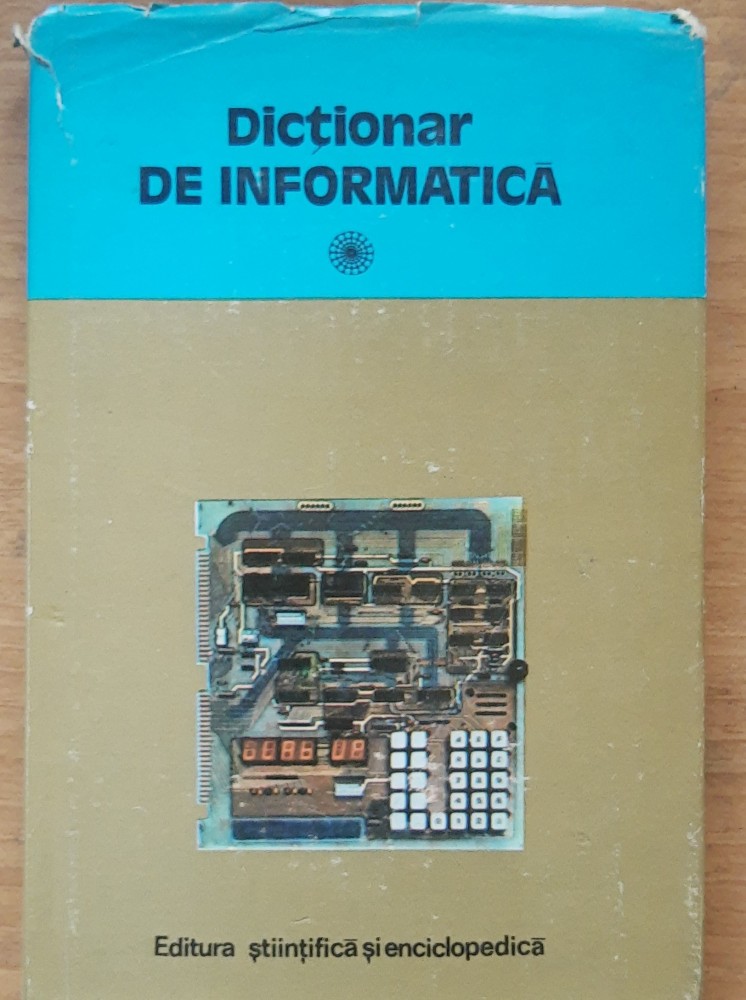 Dicționar
DE INFORMATICĂ
Editura științifică și enciclopedică